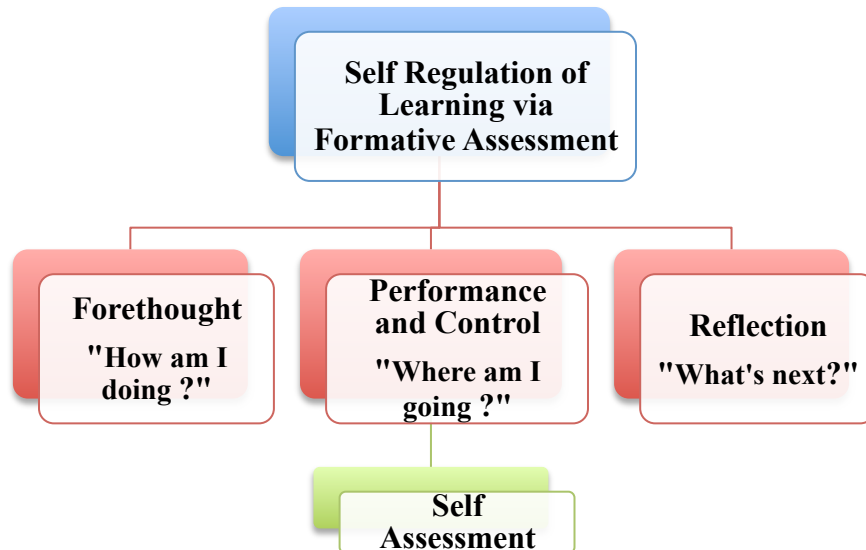 Self Regulation of
Learning via
Formative Assessment
Forethought
"How am I
doing ?"
Performance
and Control
"Where am I
going ?"
Reflection
"What's next?"
Self
Assessment